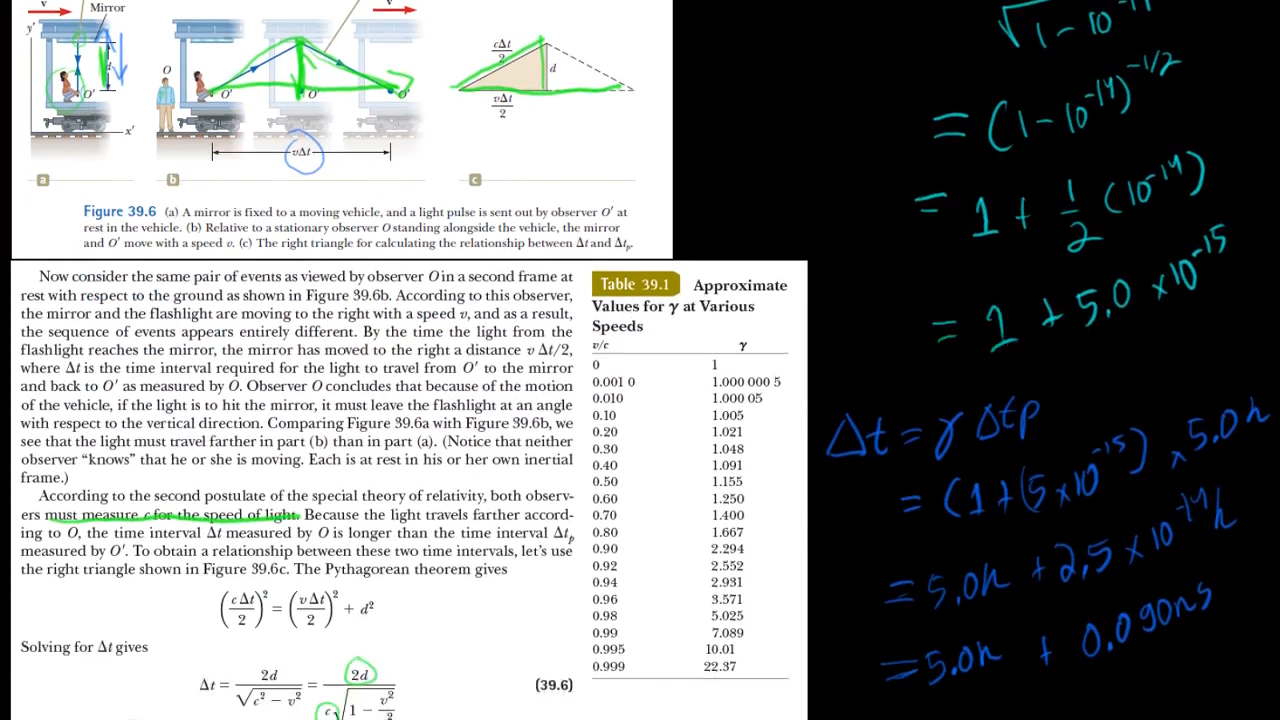 v
Mirror
v
y′
d
O′
x′
O
O′
O′
O′
vΔt
cΔt
2
d
vΔt
2
a
b
c
Figure 39.6 (a) A mirror is fixed to a moving vehicle, and a light pulse is sent out by observer O′ at
rest in the vehicle. (b) Relative to a stationary observer O standing alongside the vehicle, the mirror
and O′ move with a speed v. (c) The right triangle for calculating the relationship between Δt and Δtp.
Now consider the same pair of events as viewed by observer O in a second frame at
rest with respect to the ground as shown in Figure 39.6b. According to this observer,
the mirror and the flashlight are moving to the right with a speed v, and as a result,
the sequence of events appears entirely different. By the time the light from the
flashlight reaches the mirror, the mirror has moved to the right a distance v Δt/2,
where Δt is the time interval required for the light to travel from O′ to the mirror
and back to O′ as measured by O. Observer O concludes that because of the motion
of the vehicle, if the light is to hit the mirror, it must leave the flashlight at an angle
with respect to the vertical direction. Comparing Figure 39.6a with Figure 39.6b, we
see that the light must travel farther in part (b) than in part (a). (Notice that neither
observer “knows” that he or she is moving. Each is at rest in his or her own inertial
frame.)
According to the second postulate of the special theory of relativity, both observ-
ers must measure c for the speed of light. Because the light travels farther accord-
ing to O, the time interval Δt measured by O is longer than the time interval Δtp
measured by O′. To obtain a relationship between these two time intervals, let’s use
the right triangle shown in Figure 39.6c. The Pythagorean theorem gives
(cΔt/2)² = (vΔt/2)² + d²
Solving for Δt gives
Δt = 2d/√(c² − v²) = 2d/c√(1 − v²/2 (39.6)
Table 39.1 Approximate
Values for γ at Various
Speeds
v/c γ
0 1
0.001 0 1.000 000 5
0.010 1.000 05
0.10 1.005
0.20 1.021
0.30 1.048
0.40 1.091
0.50 1.155
0.60 1.250
0.70 1.400
0.80 1.667
0.90 2.294
0.92 2.552
0.94 2.931
0.96 3.571
0.98 5.025
0.99 7.089
0.995 10.01
0.999 22.37
√1 − 10
= (1 − 10⁻¹⁴)⁻¹/²
= 1 + 1/2 (10⁻¹⁴)
= 1 + 5.0 × 10⁻¹⁵
Δt = γ Δtp
= (1 + (5 × 10⁻¹⁵) × 5.0h
= 5.0h + 2,5 × 10⁻¹⁴h
= 5.0h + 0.090ns